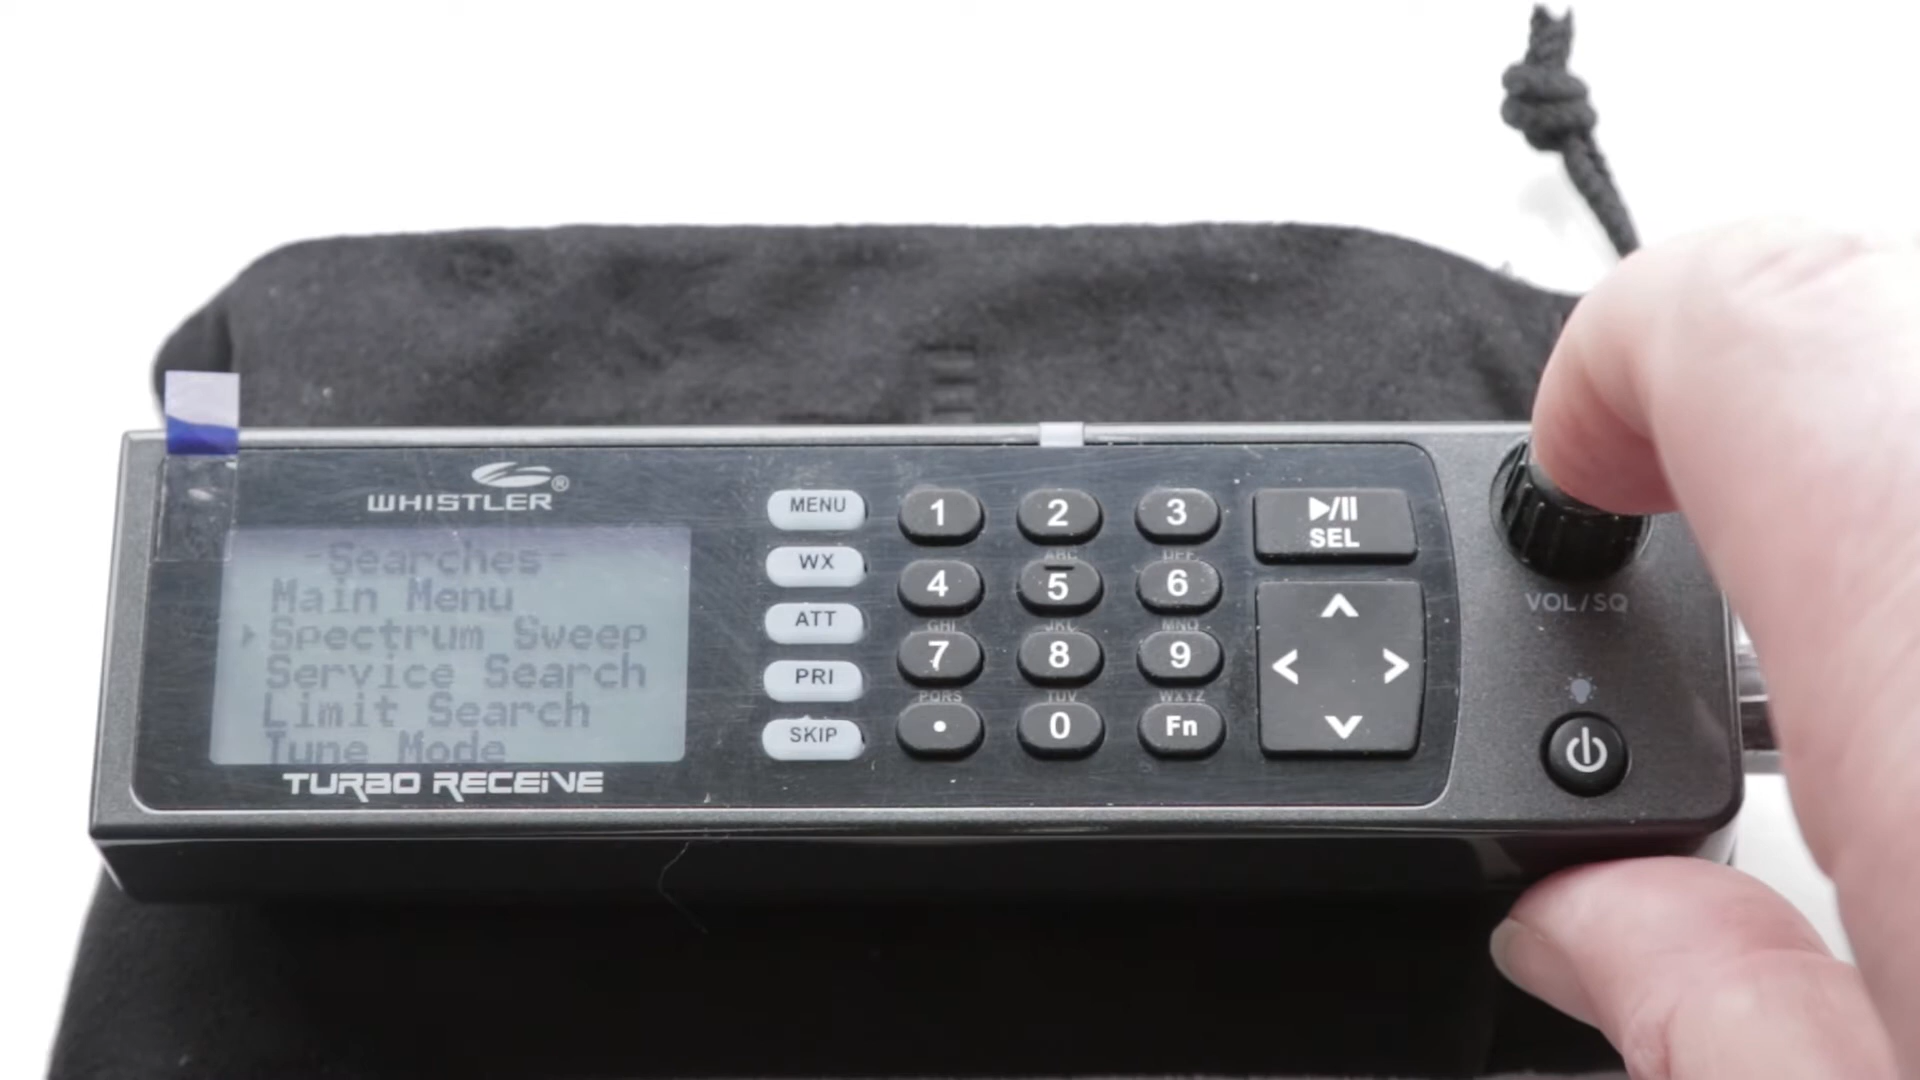 WHISTLER®
-Searches-
Main Menu
Spectrum Sweep
Service Search
Limit Search
Tune Mode
TURBO RECEIVE
MENU
WX
ATT
PRI
SKIP
1 2 3
ABC DEF
4 5 6
GHI JKL MNO
7 8 9
PQRS TUV WXYZ
• 0 Fn
▶/II
SEL
VOL/SQ